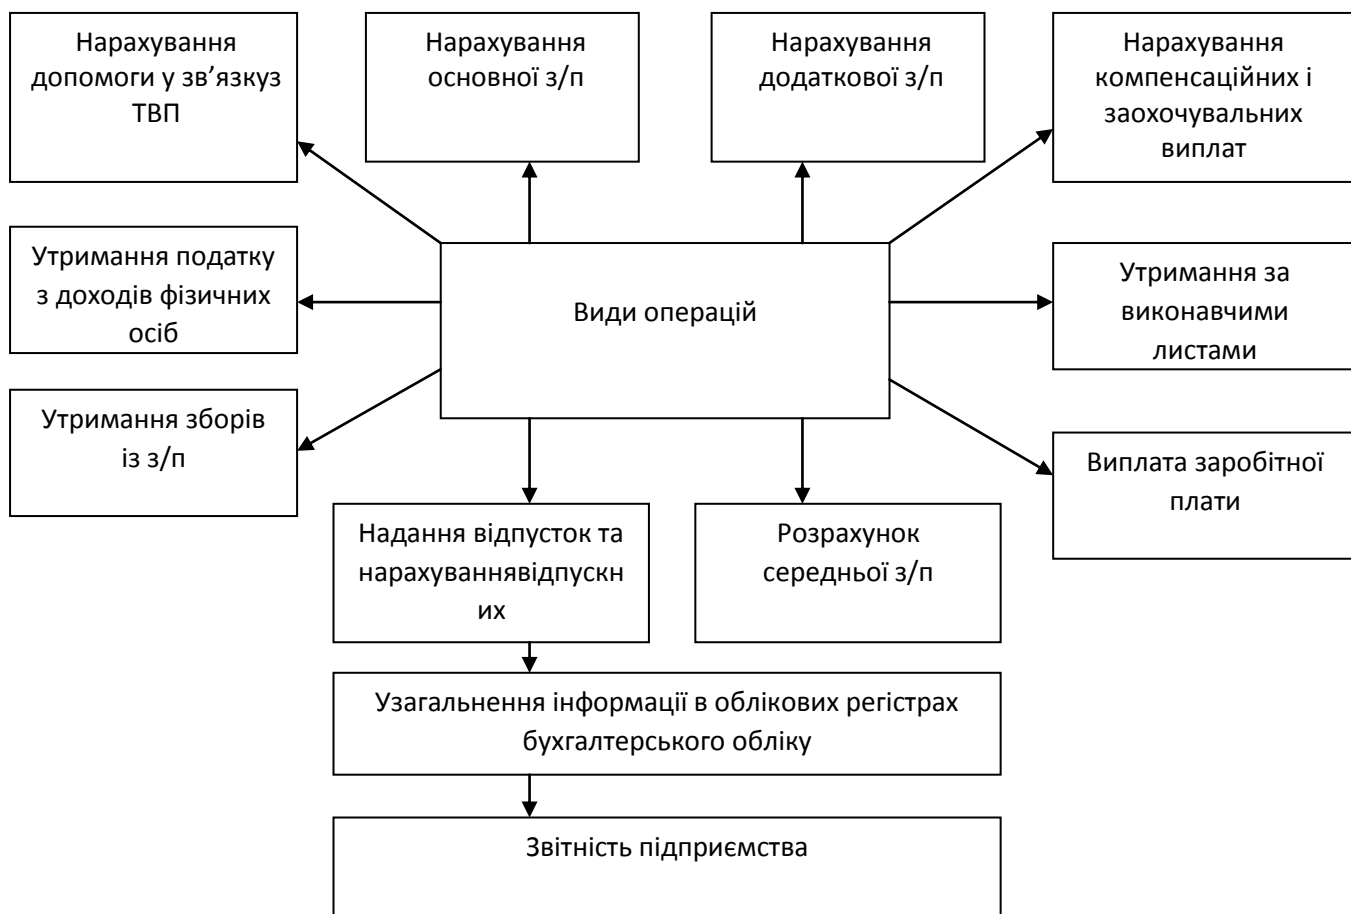 Нарахування
допомоги у зв’язкуз
ТВП
Нарахування
основної з/п
Нарахування
додаткової з/п
Нарахування
компенсаційних і
заохочувальних
виплат
Утримання податку
з доходів фізичних
осіб
Види операцій
Утримання за
виконавчими
листами
Утримання зборів
із з/п
Виплата заробітної
плати
Надання відпусток та
нарахуваннявідпускн
их
Розрахунок
середньої з/п
Узагальнення інформації в облікових регістрах
бухгалтерського обліку
Звітність підприємства